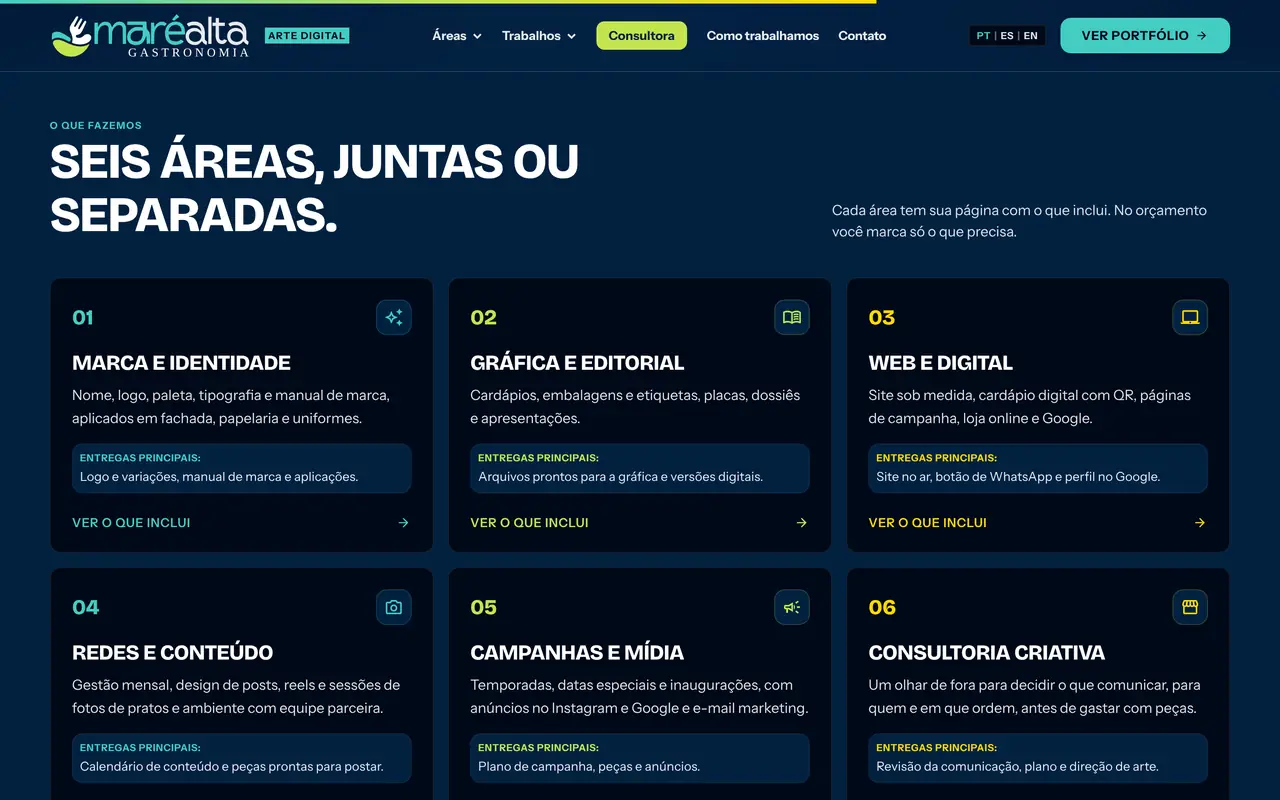 maréalta
GASTRONOMIA
ARTE DIGITAL
Áreas
Trabalhos
Consultora
Como trabalhamos
Contato
PT | ES | EN
VER PORTFÓLIO →
O QUE FAZEMOS
SEIS ÁREAS, JUNTAS OU
SEPARADAS.
Cada área tem sua página com o que inclui. No orçamento
você marca só o que precisa.
01
MARCA E IDENTIDADE
Nome, logo, paleta, tipografia e manual de marca,
aplicados em fachada, papelaria e uniformes.
ENTREGAS PRINCIPAIS:
Logo e variações, manual de marca e aplicações.
VER O QUE INCLUI →
02
GRÁFICA E EDITORIAL
Cardápios, embalagens e etiquetas, placas, dossiês
e apresentações.
ENTREGAS PRINCIPAIS:
Arquivos prontos para a gráfica e versões digitais.
VER O QUE INCLUI →
03
WEB E DIGITAL
Site sob medida, cardápio digital com QR, páginas
de campanha, loja online e Google.
ENTREGAS PRINCIPAIS:
Site no ar, botão de WhatsApp e perfil no Google.
VER O QUE INCLUI →
04
REDES E CONTEÚDO
Gestão mensal, design de posts, reels e sessões de
fotos de pratos e ambiente com equipe parceira.
ENTREGAS PRINCIPAIS:
Calendário de conteúdo e peças prontas para postar.
05
CAMPANHAS E MÍDIA
Temporadas, datas especiais e inaugurações, com
anúncios no Instagram e Google e e-mail marketing.
ENTREGAS PRINCIPAIS:
Plano de campanha, peças e anúncios.
06
CONSULTORIA CRIATIVA
Um olhar de fora para decidir o que comunicar, para
quem e em que ordem, antes de gastar com peças.
ENTREGAS PRINCIPAIS:
Revisão da comunicação, plano e direção de arte.